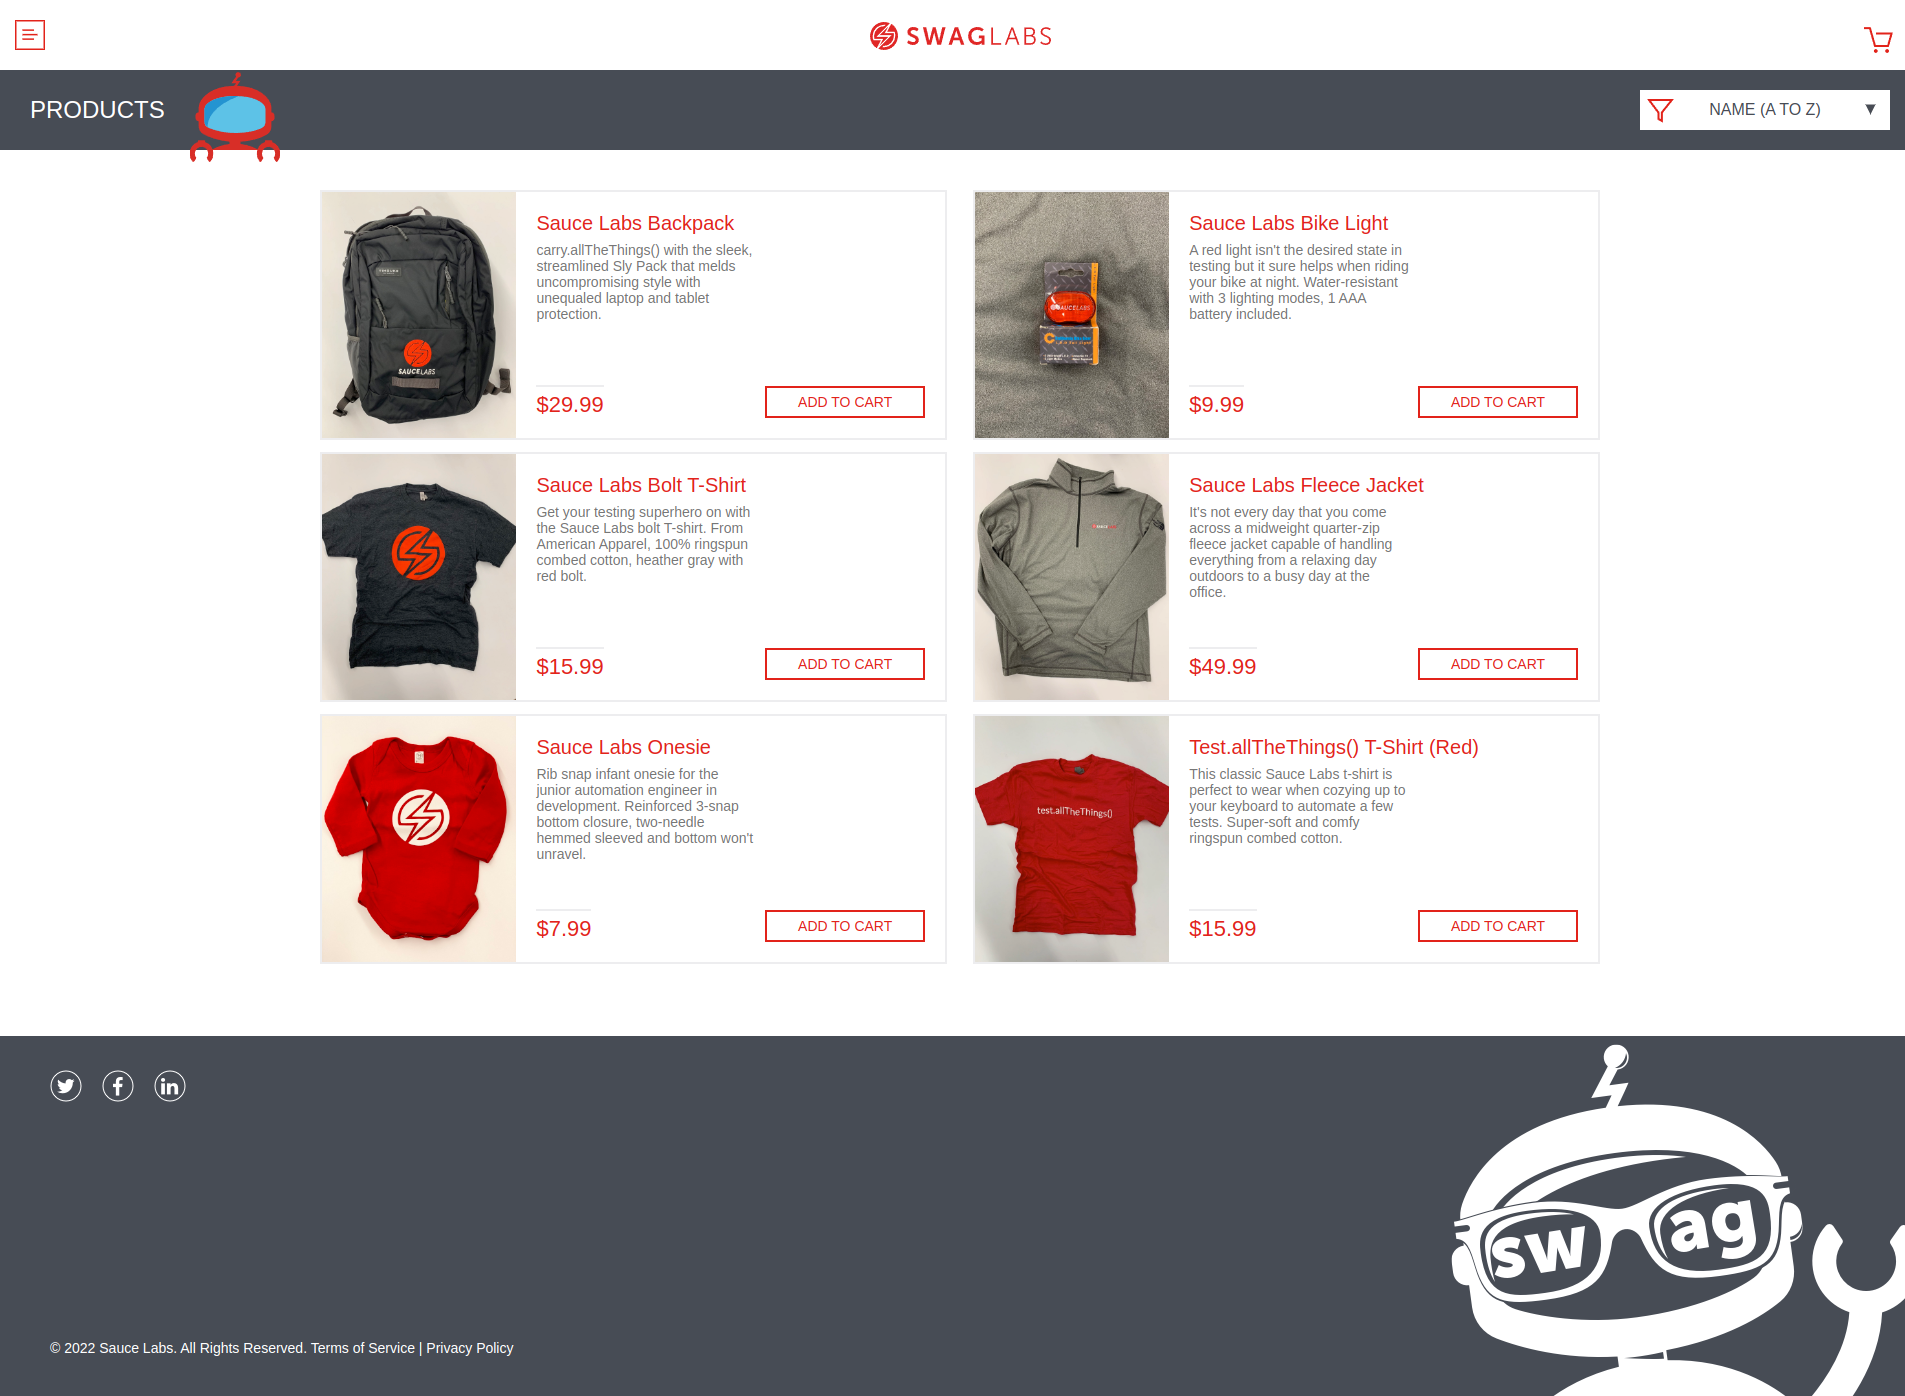 SWAGLABS
PRODUCTS
NAME (A TO Z)
Sauce Labs Backpack
carry.allTheThings() with the sleek,
streamlined Sly Pack that melds
uncompromising style with
unequaled laptop and tablet
protection.
$29.99
ADD TO CART
SAUCELABS
Sauce Labs Bike Light
A red light isn't the desired state in
testing but it sure helps when riding
your bike at night. Water-resistant
with 3 lighting modes, 1 AAA
battery included.
$9.99
ADD TO CART
SAUCELABS
Sauce Labs Bolt T-Shirt
Get your testing superhero on with
the Sauce Labs bolt T-shirt. From
American Apparel, 100% ringspun
combed cotton, heather gray with
red bolt.
$15.99
ADD TO CART
Sauce Labs Fleece Jacket
It's not every day that you come
across a midweight quarter-zip
fleece jacket capable of handling
everything from a relaxing day
outdoors to a busy day at the
office.
$49.99
ADD TO CART
Sauce Labs Onesie
Rib snap infant onesie for the
junior automation engineer in
development. Reinforced 3-snap
bottom closure, two-needle
hemmed sleeved and bottom won't
unravel.
$7.99
ADD TO CART
Test.allTheThings() T-Shirt (Red)
This classic Sauce Labs t-shirt is
perfect to wear when cozying up to
your keyboard to automate a few
tests. Super-soft and comfy
ringspun combed cotton.
$15.99
ADD TO CART
test.allTheThings()
swag
© 2022 Sauce Labs. All Rights Reserved. Terms of Service | Privacy Policy